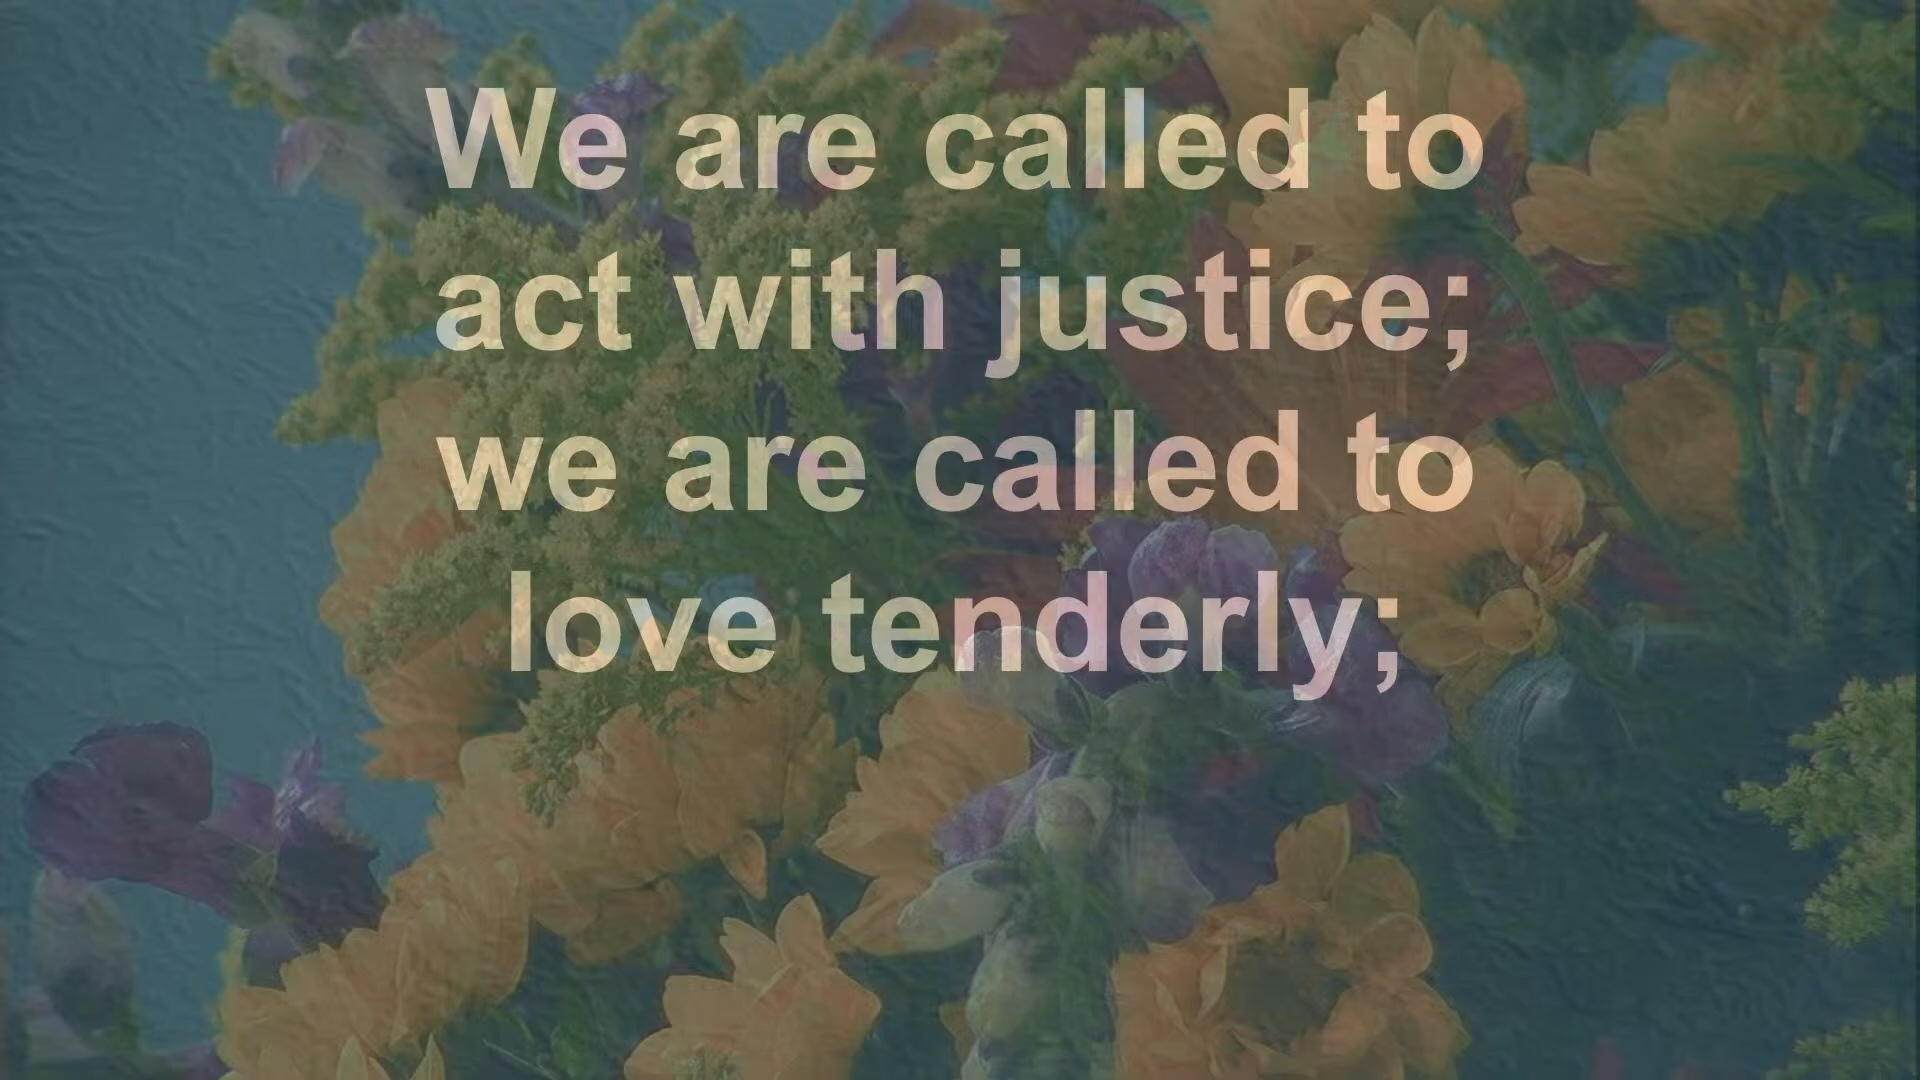 We are called to
act with justice;
we are called to
love tenderly;